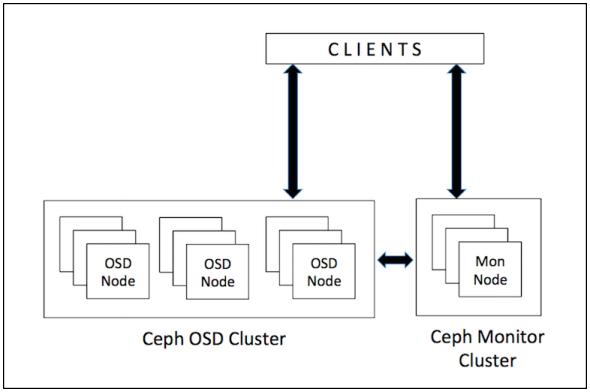 CLIENTS
OSD
Node
OSD
Node
OSD
Node
Mon
Node
Ceph OSD Cluster
Ceph Monitor
Cluster